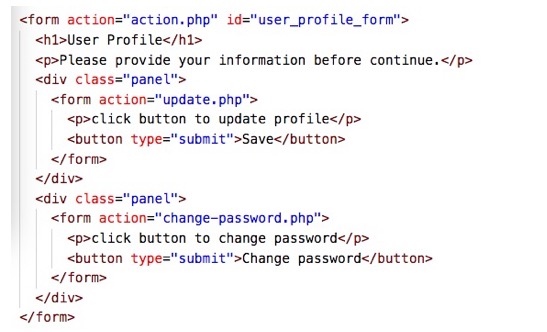 <form action="action.php" id="user_profile_form">
<h1>User Profile</h1>
<p>Please provide your information before continue.</p>
<div class="panel">
<form action="update.php">
<p>click button to update profile</p>
<button type="submit">Save</button>
</form>
</div>
<div class="panel">
<form action="change-password.php">
<p>click button to change password</p>
<button type="submit">Change password</button>
</form>
</div>
</form>